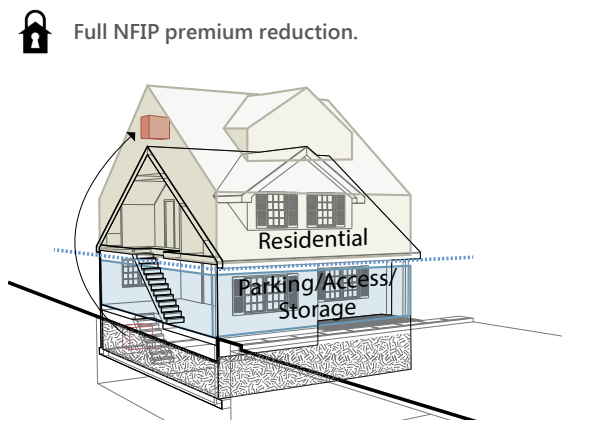 Full NFIP premium reduction.
Residential
Parking/Access/
Storage